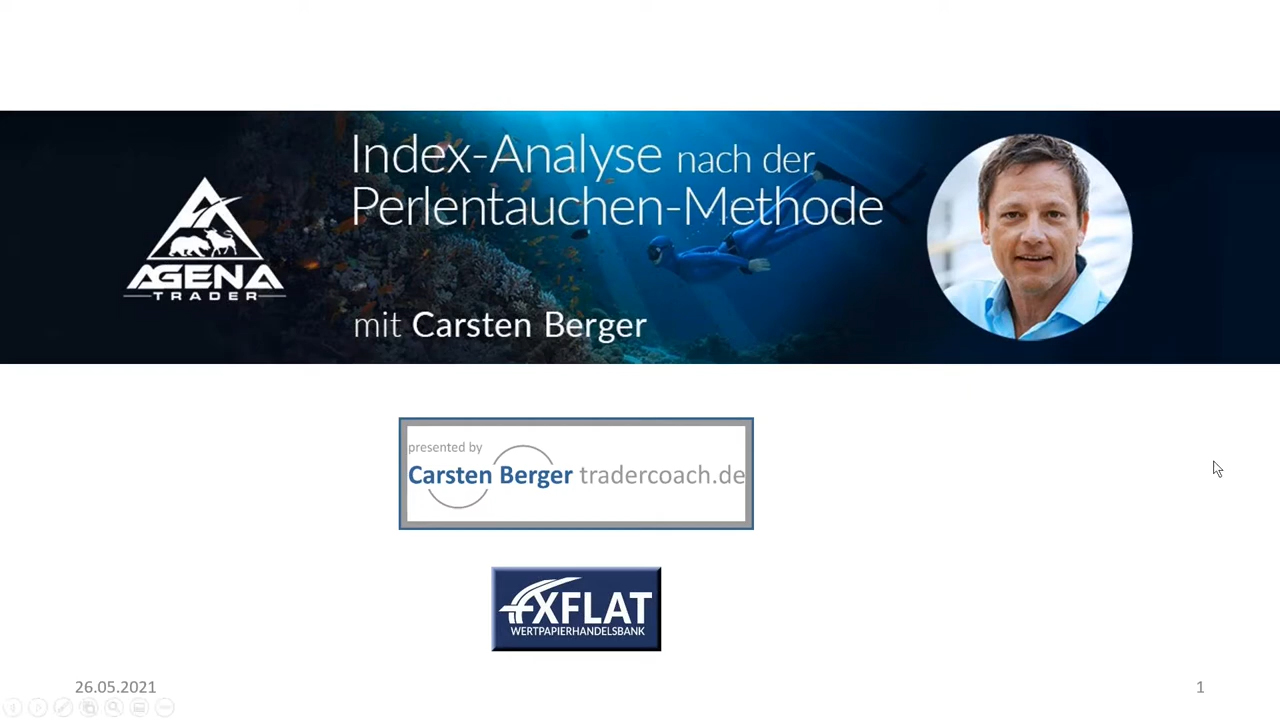 Index-Analyse nach der
Perlentauchen-Methode
AGENA
TRADER
mit Carsten Berger
presented by
Carsten Berger tradercoach.de
FXFLAT
WERTPAPIERHANDELSBANK
26.05.2021
1